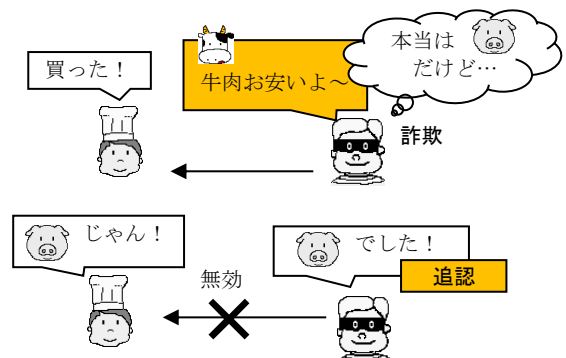 本当は
だけど…
買った！
牛肉お安いよ～
詐欺
じゃん！
でした！
追認
無効